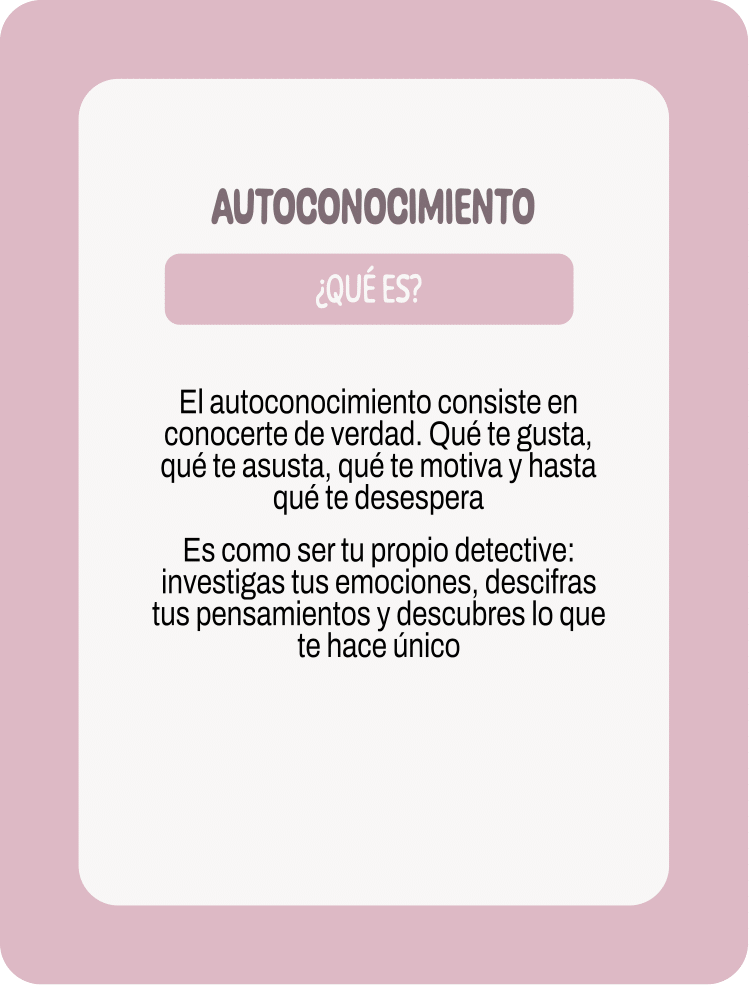 AUTOCONOCIMIENTO
¿QUÉ ES?
El autoconocimiento consiste en
conocerte de verdad. Qué te gusta,
qué te asusta, qué te motiva y hasta
qué te desespera
Es como ser tu propio detective:
investigas tus emociones, descifras
tus pensamientos y descubres lo que
te hace único